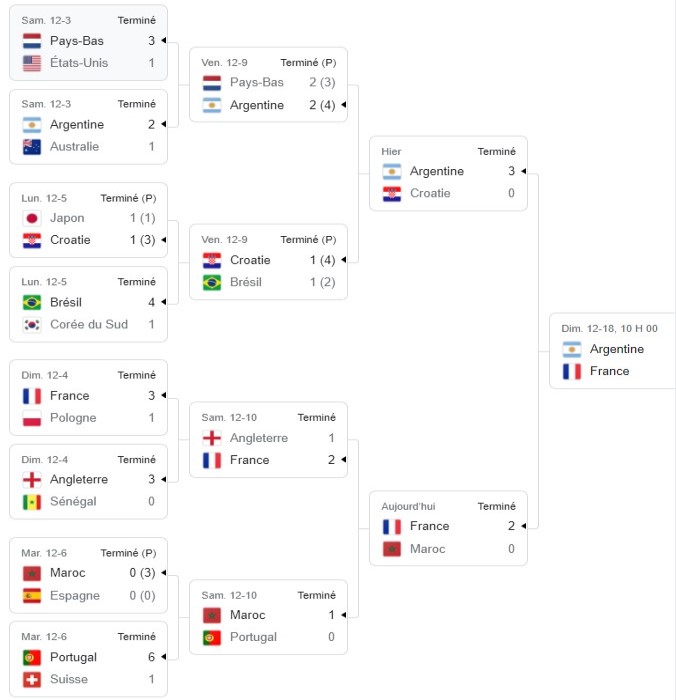 Sam. 12-3 Terminé
Pays-Bas 3
États-Unis 1
Sam. 12-3 Terminé
Argentine 2
Australie 1
Lun. 12-5 Terminé (P)
Japon 1 (1)
Croatie 1 (3)
Lun. 12-5 Terminé
Brésil 4
Corée du Sud 1
Dim. 12-4 Terminé
France 3
Pologne 1
Dim. 12-4 Terminé
Angleterre 3
Sénégal 0
Mar. 12-6 Terminé (P)
Maroc 0 (3)
Espagne 0 (0)
Mar. 12-6 Terminé
Portugal 6
Suisse 1
Ven. 12-9 Terminé (P)
Pays-Bas 2 (3)
Argentine 2 (4)
Ven. 12-9 Terminé (P)
Croatie 1 (4)
Brésil 1 (2)
Sam. 12-10 Terminé
Angleterre 1
France 2
Sam. 12-10 Terminé
Maroc 1
Portugal 0
Hier Terminé
Argentine 3
Croatie 0
Aujourd'hui Terminé
France 2
Maroc 0
Dim. 12-18, 10 H 00
Argentine
France